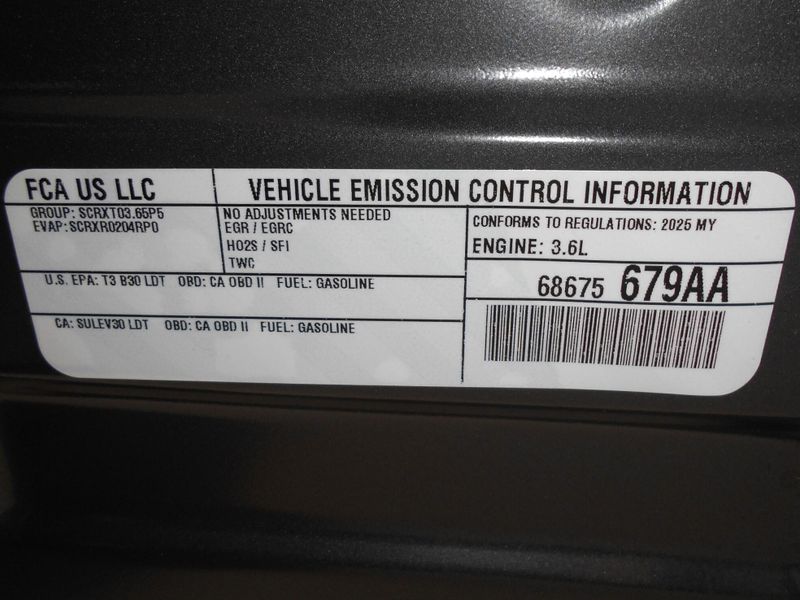 FCA US LLC
VEHICLE EMISSION CONTROL INFORMATION
GROUP: SCRXT03.65P5
EVAP: SCRXR0204RP0
NO ADJUSTMENTS NEEDED
EGR / EGRC
HO2S / SFI
TWC
CONFORMS TO REGULATIONS: 2025 MY
ENGINE: 3.6L
U.S. EPA: T3 B30 LDT OBD: CA OBD II FUEL: GASOLINE
68675 679AA
CA: SULEV30 LDT OBD: CA OBD II FUEL: GASOLINE